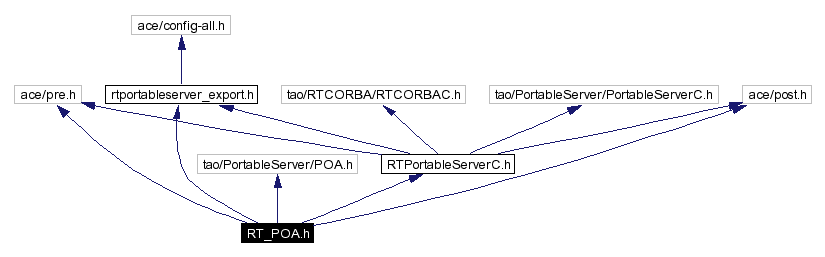 ace/config-all.h
ace/pre.h
rtportableserver_export.h
tao/RTCORBA/RTCORBAC.h
tao/PortableServer/PortableServerC.h
ace/post.h
tao/PortableServer/POA.h
RTPortableServerC.h
RT_POA.h